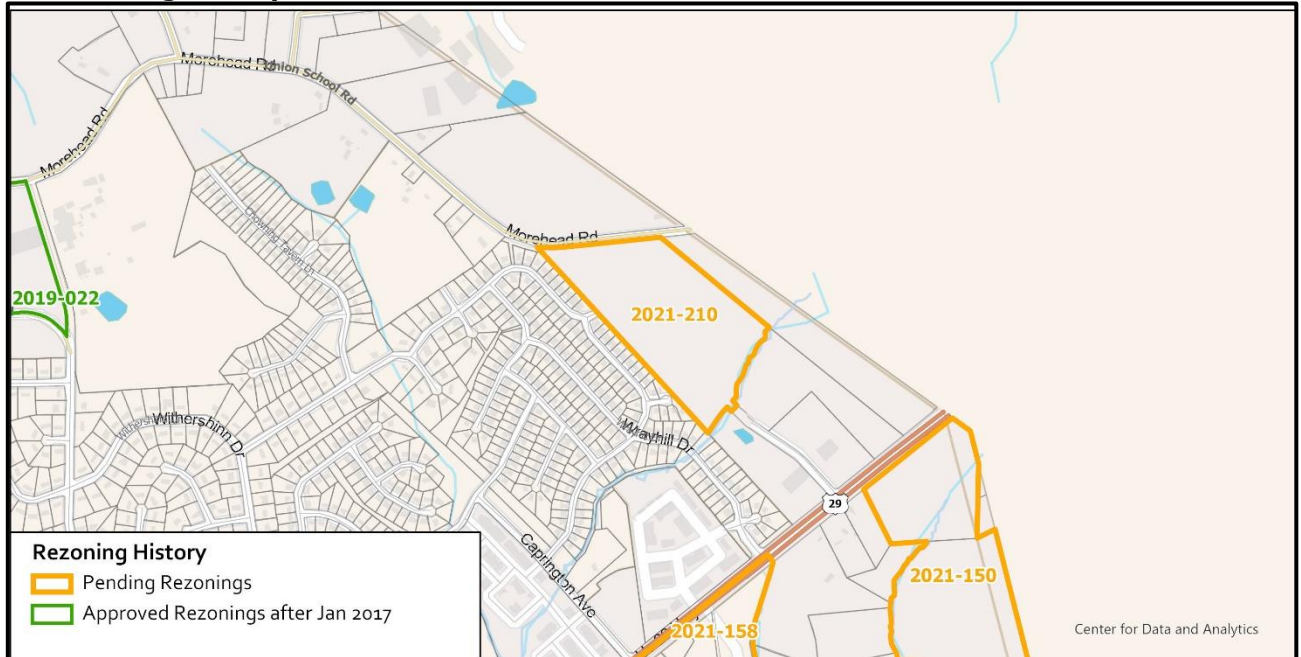 Morehead Rd
Union School Rd
Morehead Rd
Chowning Tavern Dr
Morehead Rd
2019-022
2021-210
Withershinn Dr
Wrayhill Dr
29
Caprington Ave
2021-150
2021-158
Rezoning History
Pending Rezonings
Approved Rezonings after Jan 2017
Center for Data and Analytics